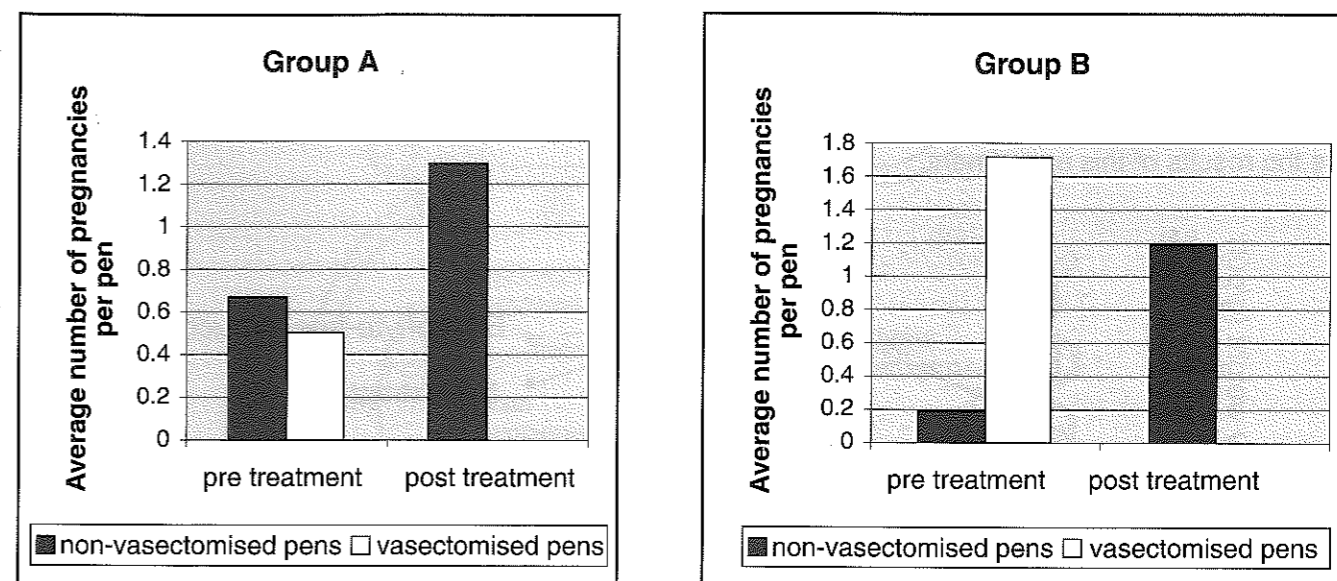 Group A
Average number of pregnancies
per pen
1.4
1.2
1
0.8
0.6
0.4
0.2
0
pre treatment post treatment
non-vasectomised pens vasectomised pens
Group B
Average number of pregnancies
per pen
1.8
1.6
1.4
1.2
1
0.8
0.6
0.4
0.2
0
pre treatment post treatment
non-vasectomised pens vasectomised pens